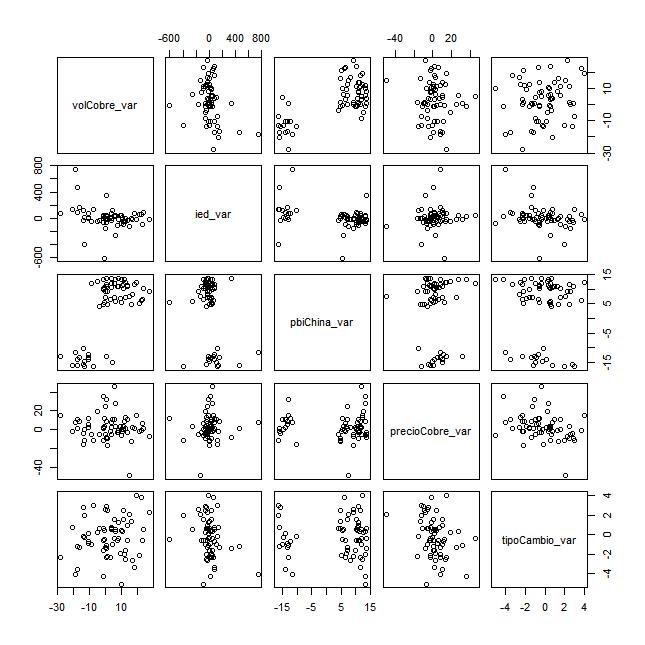 -600 0 400 800
-40 0 20
volCobre_var
-30 -10 10
-600 0 400 800
ied_var
pbiChina_var
-15 -5 5 15
-40 0 20
precioCobre_var
tipoCambio_var
-4 -2 0 2 4
-30 -10 10
-15 -5 5 15
-4 -2 0 2 4